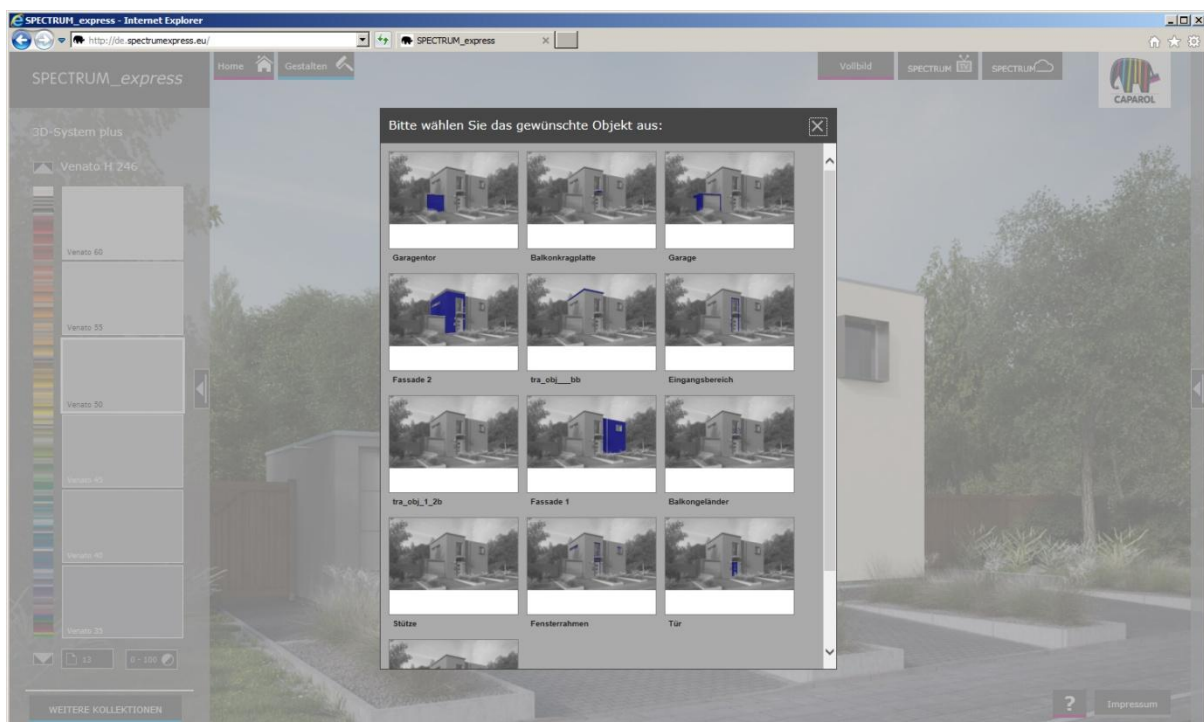 SPECTRUM_express - Internet Explorer
http://de.spectrumexpress.eu/
SPECTRUM_express
SPECTRUM_express
Home
Gestalten
Vollbild
SPECTRUM
SPECTRUM
CAPAROL
3D-System plus
Venato H 246
Venato 60
Venato 55
Venato 50
Venato 45
Venato 40
Venato 35
12
0 - 100
WEITERE KOLLEKTIONEN
Bitte wählen Sie das gewünschte Objekt aus:
Garagentor
Balkonkragplatte
Garage
Fassade 2
tra_obj___bb
Eingangsbereich
tra_obj_1_2b
Fassade 1
Balkongeländer
Stütze
Fensterrahmen
Tür
?
Impressum